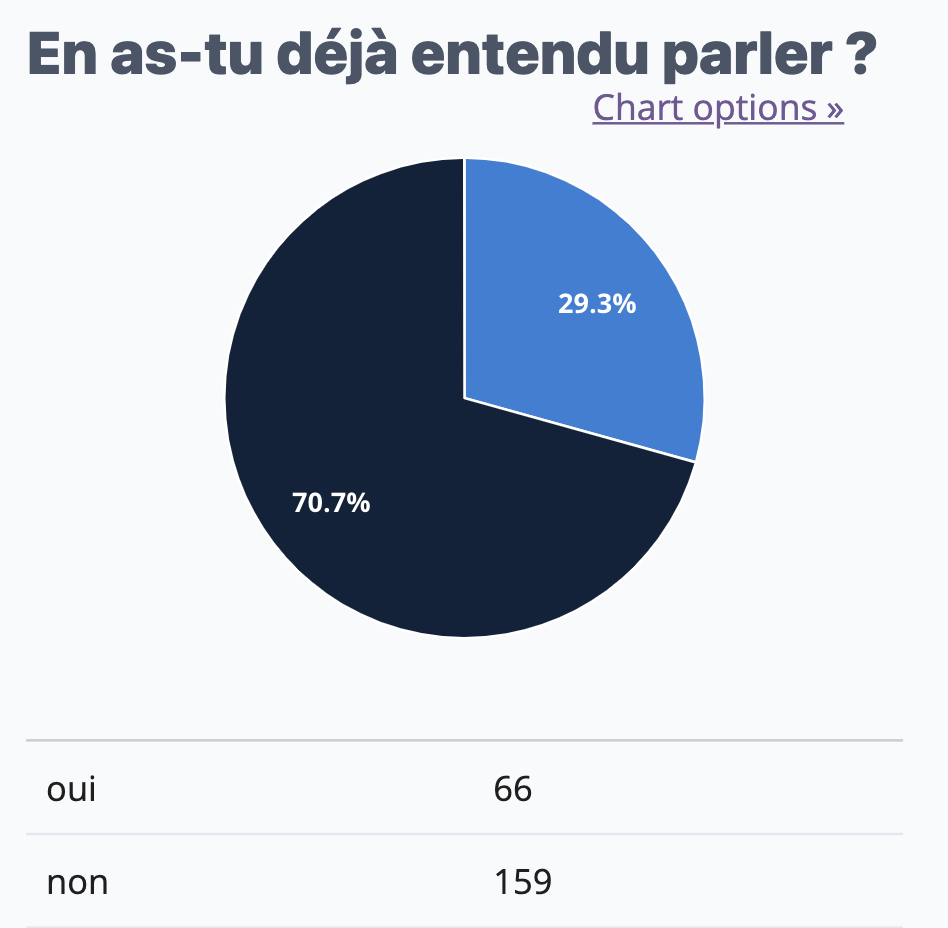 En as-tu déjà entendu parler ?
Chart options »
29.3%
70.7%
oui 66
non 159